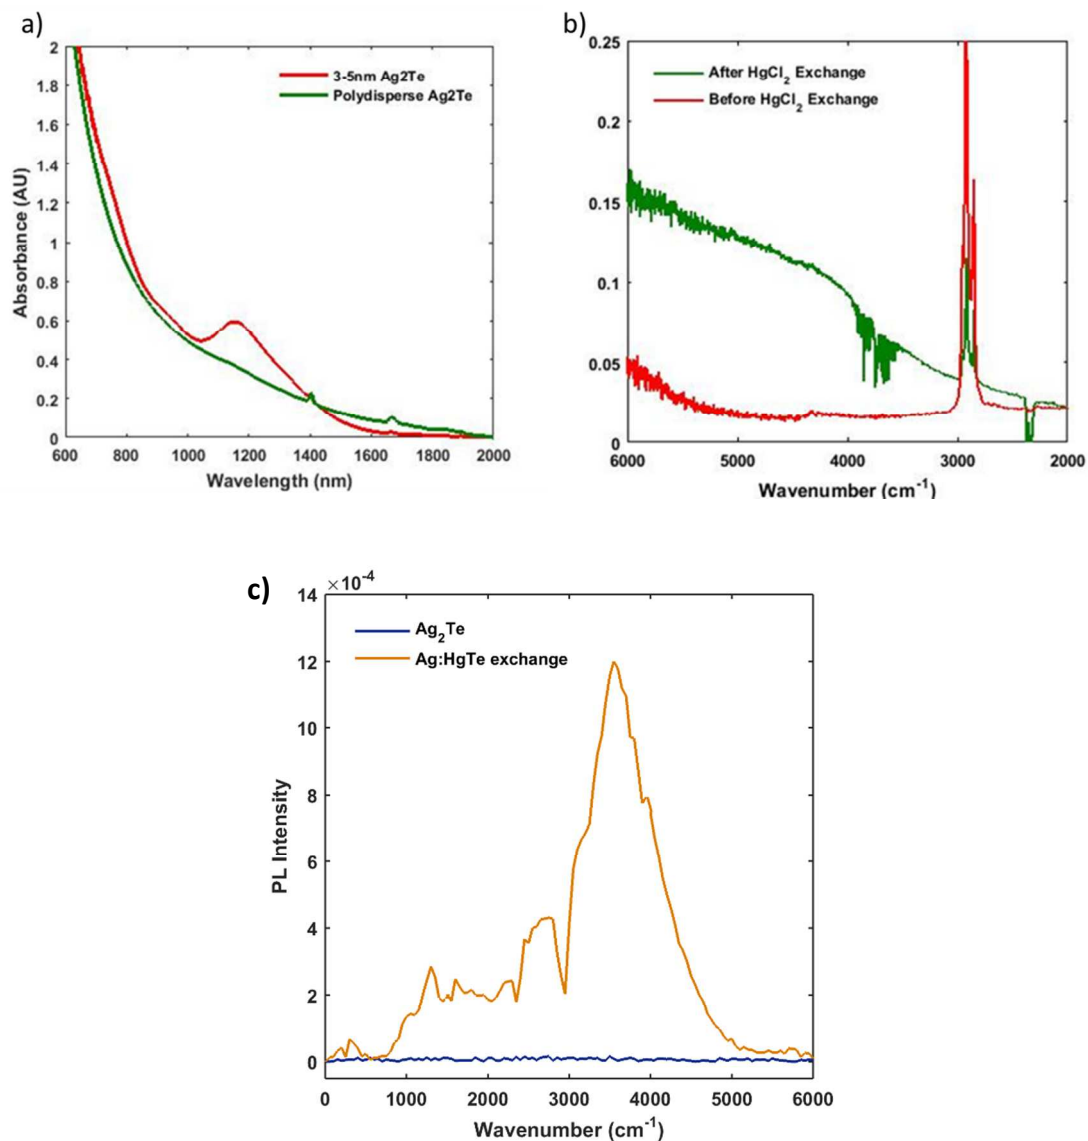 a)
2
1.8
1.6
1.4
1.2
1
0.8
0.6
0.4
0.2
0
Absorbance (AU)
3-5nm Ag2Te
Polydisperse Ag2Te
600 800 1000 1200 1400 1600 1800 2000
Wavelength (nm)
b)
0.25
0.2
0.15
0.1
0.05
0
After HgCl₂ Exchange
Before HgCl₂ Exchange
6000 5000 4000 3000 2000
Wavenumber (cm⁻¹)
c)
×10⁻⁴
14
12
10
8
6
4
2
0
PL Intensity
Ag₂Te
Ag:HgTe exchange
0 1000 2000 3000 4000 5000 6000
Wavenumber (cm⁻¹)